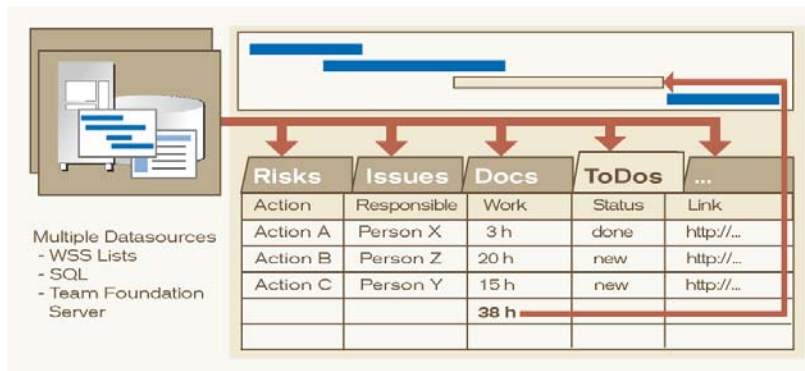 Risks Issues Docs ToDos ...
Action Responsible Work Status Link
Action A Person X 3 h done http://...
Action B Person Z 20 h new http://...
Action C Person Y 15 h new http://...
38 h
Multiple Datasources
- WSS Lists
- SQL
- Team Foundation
Server